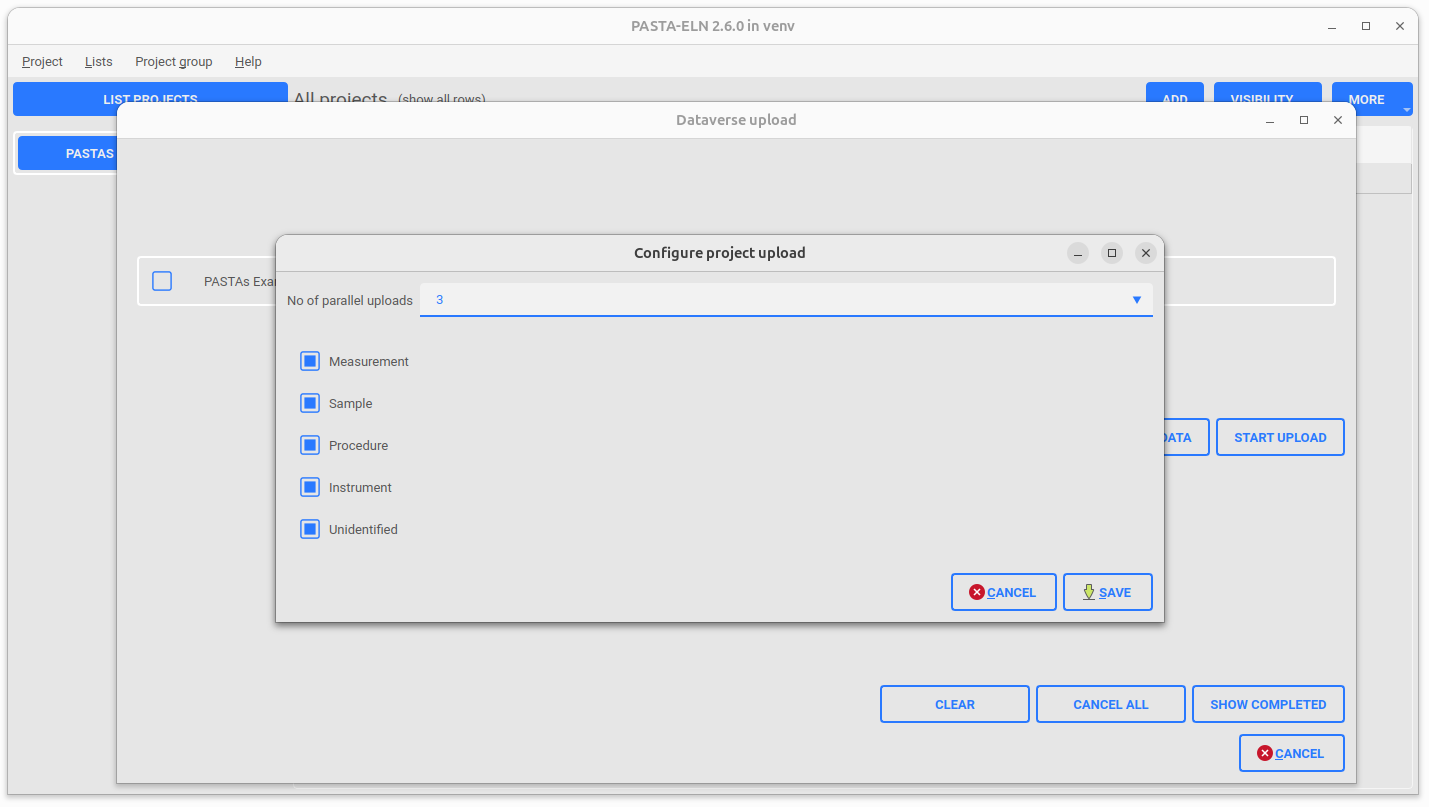 PASTA-ELN 2.6.0 in venv
Project Lists Project group Help
LIST PROJECTS All projects (show all rows) ADD VISIBILITY MORE
Dataverse upload
PASTAS
Configure project upload
PASTAs
No of parallel uploads 3
Measurement
Sample
Procedure
START UPLOAD
Instrument
Unidentified
CANCEL SAVE
CLEAR CANCEL ALL SHOW COMPLETED
CANCEL